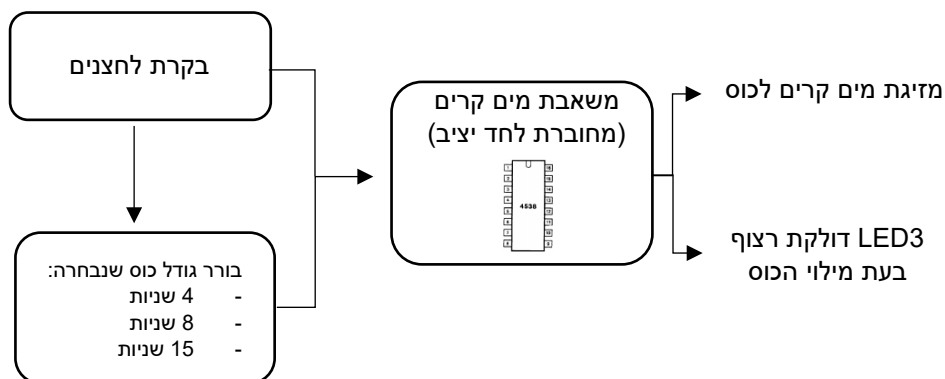 בקרת לחצנים
משאבת מים קרים
(מחוברת לחד יציב)
4538
מזיגת מים קרים לכוס
LED3 דולקת רצוף
בעת מילוי הכוס
בורר גודל כוס שנבחרה:
- 4 שניות
- 8 שניות
- 15 שניות